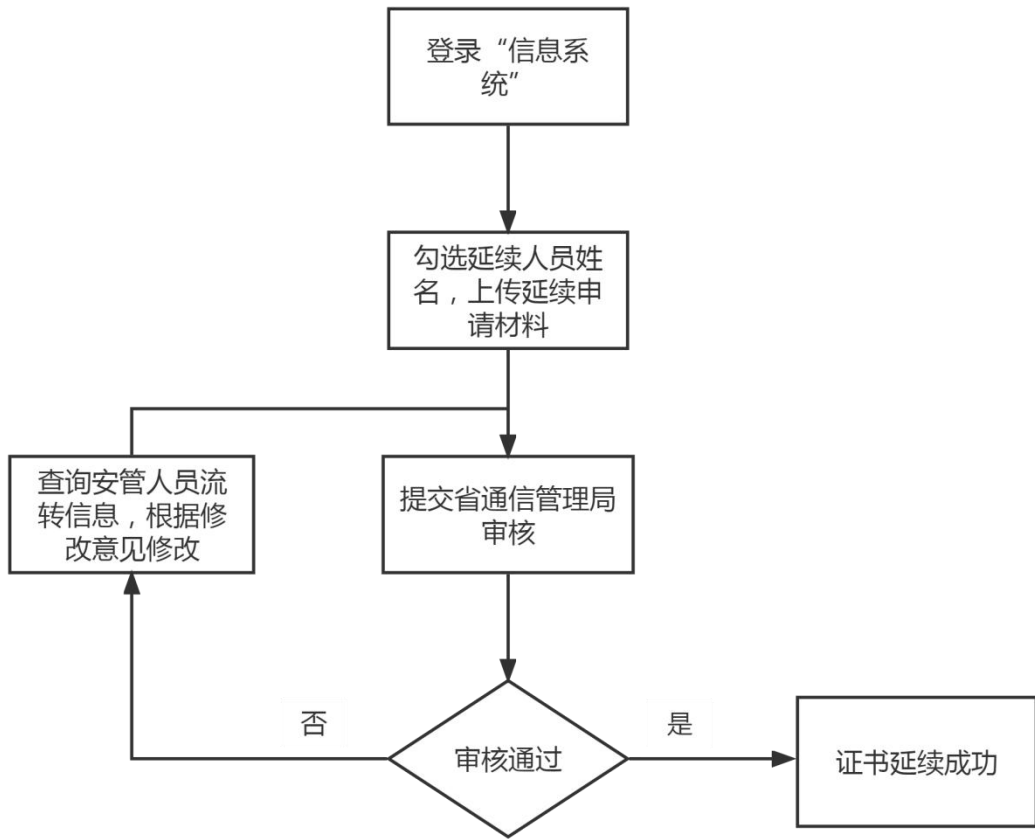 登录“信息系
统”
勾选延续人员姓
名，上传延续申
请材料
查询安管人员流
转信息，根据修
改意见修改
提交省通信管理局
审核
否
审核通过
是
证书延续成功